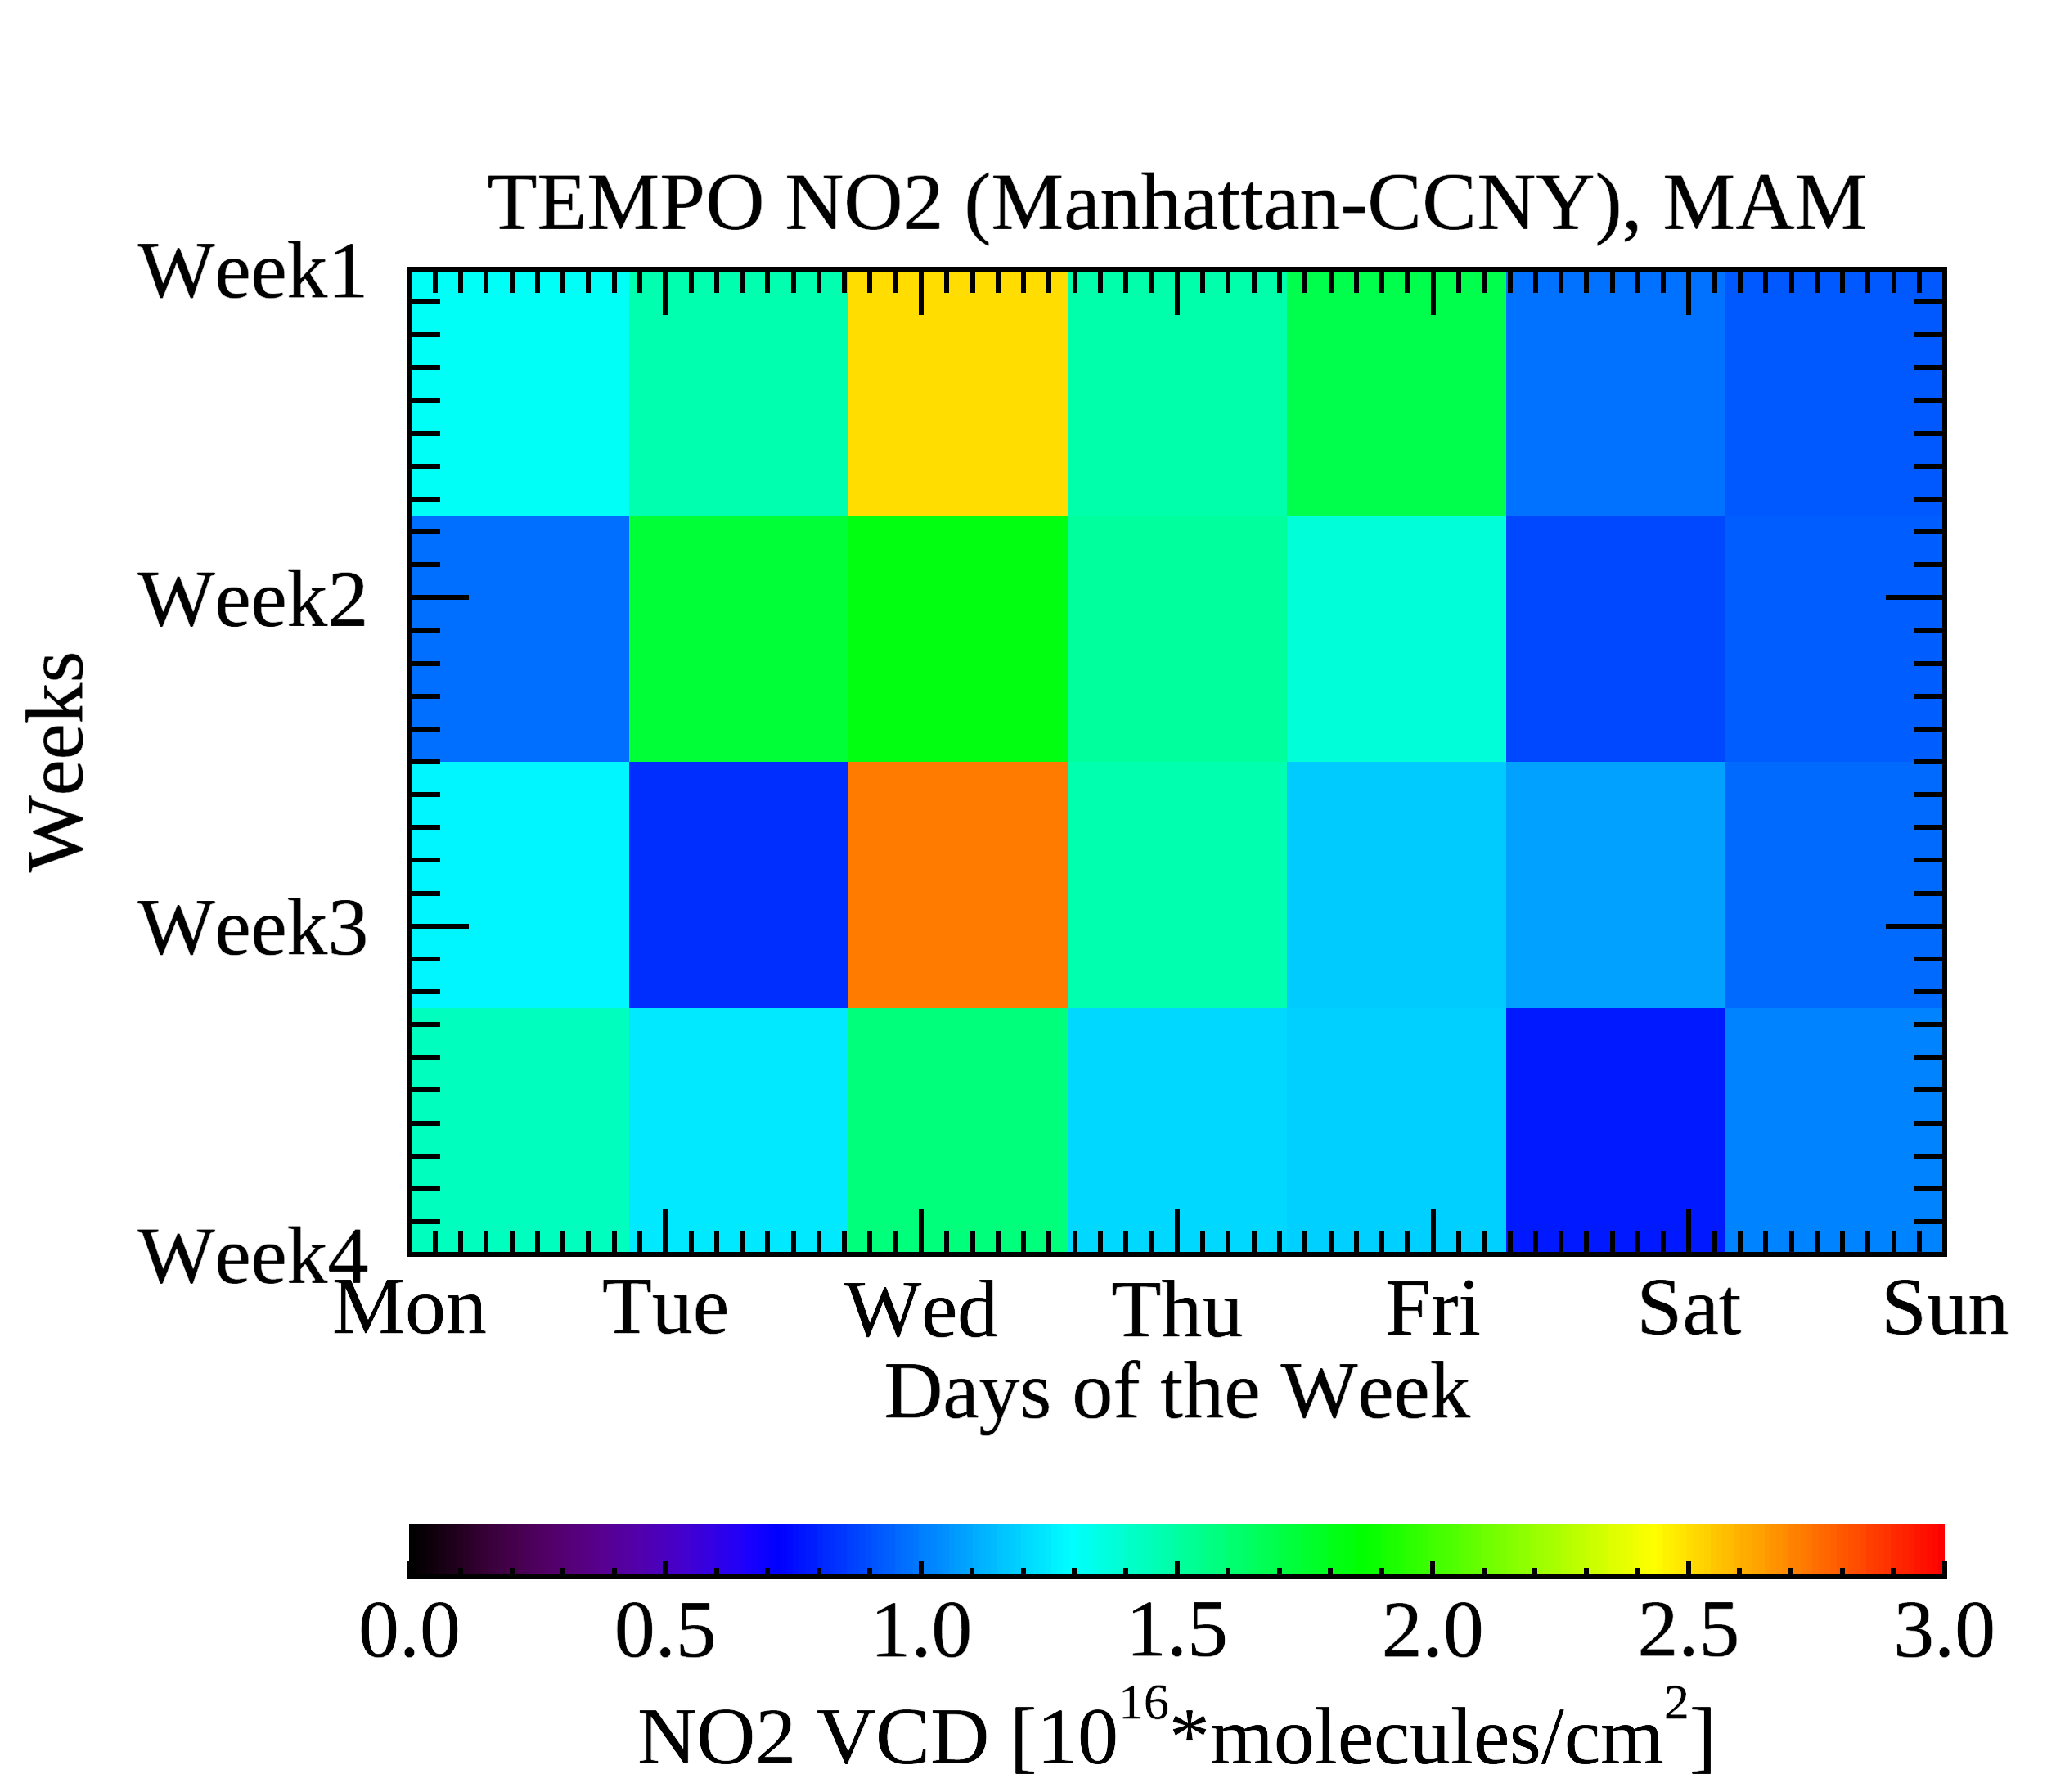 TEMPO NO2 (Manhattan-CCNY), MAM
Week1
Week2
Week3
Week4
Weeks
Mon Tue Wed Thu Fri Sat Sun
Days of the Week
0.0 0.5 1.0 1.5 2.0 2.5 3.0
NO2 VCD [10^16*molecules/cm^2]